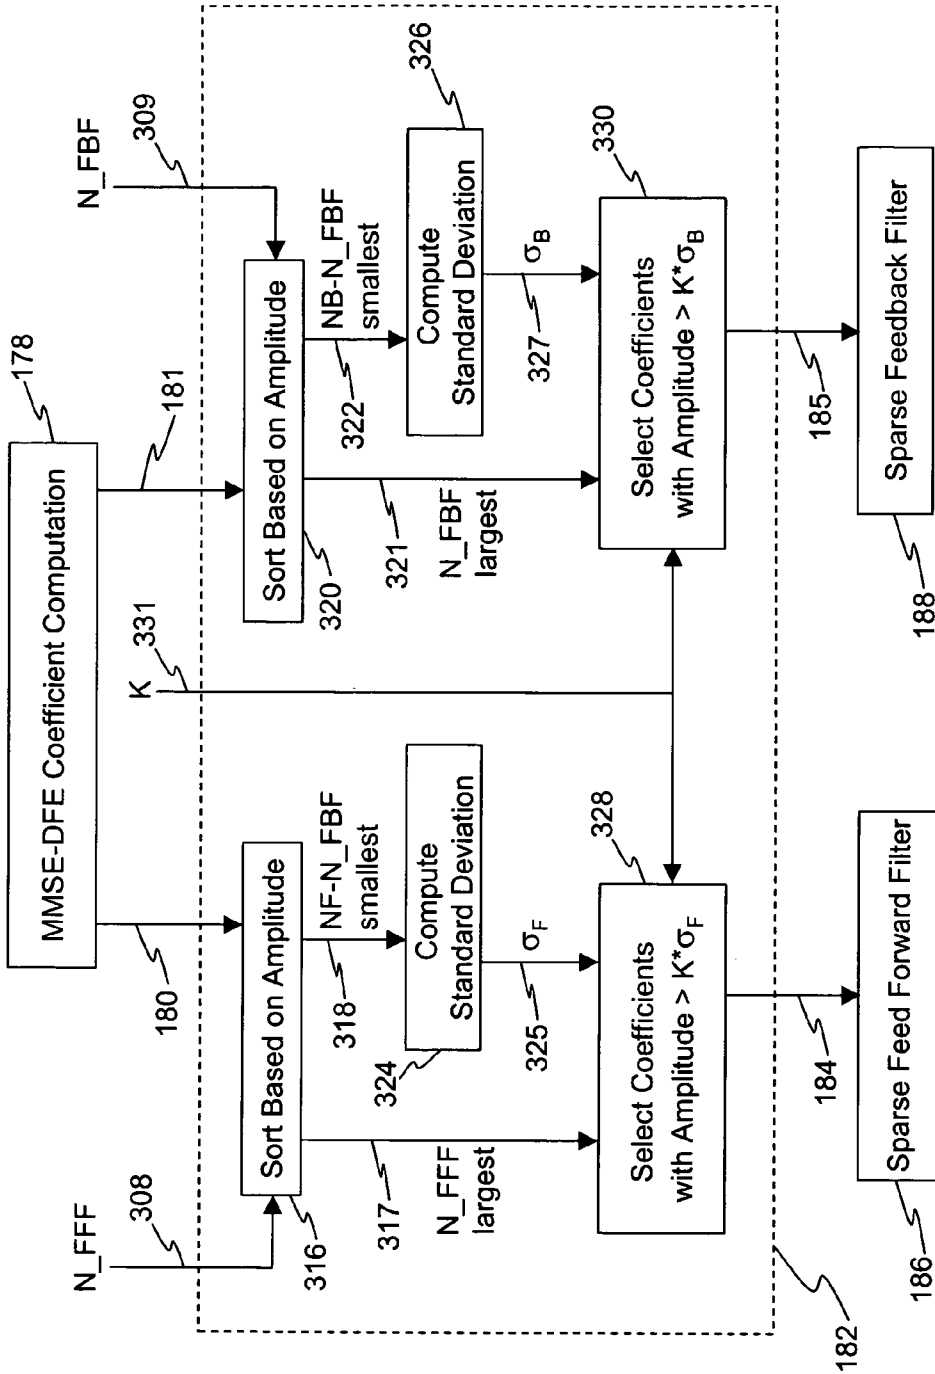 MMSE-DFE Coefficient Computation
178
N_FFF
308
180
K
331
181
N_FBF
309
Sort Based on Amplitude
316
Sort Based on Amplitude
320
317
N_FFF
largest
318
NF-N_FBF
smallest
321
N_FBF
largest
322
NB-N_FBF
smallest
324
Compute
Standard Deviation
Compute
Standard Deviation
326
325
σF
327
σB
Select Coefficients
with Amplitude > K*σF
328
Select Coefficients
with Amplitude > K*σB
330
182
184
185
186
Sparse Feed Forward Filter
188
Sparse Feedback Filter